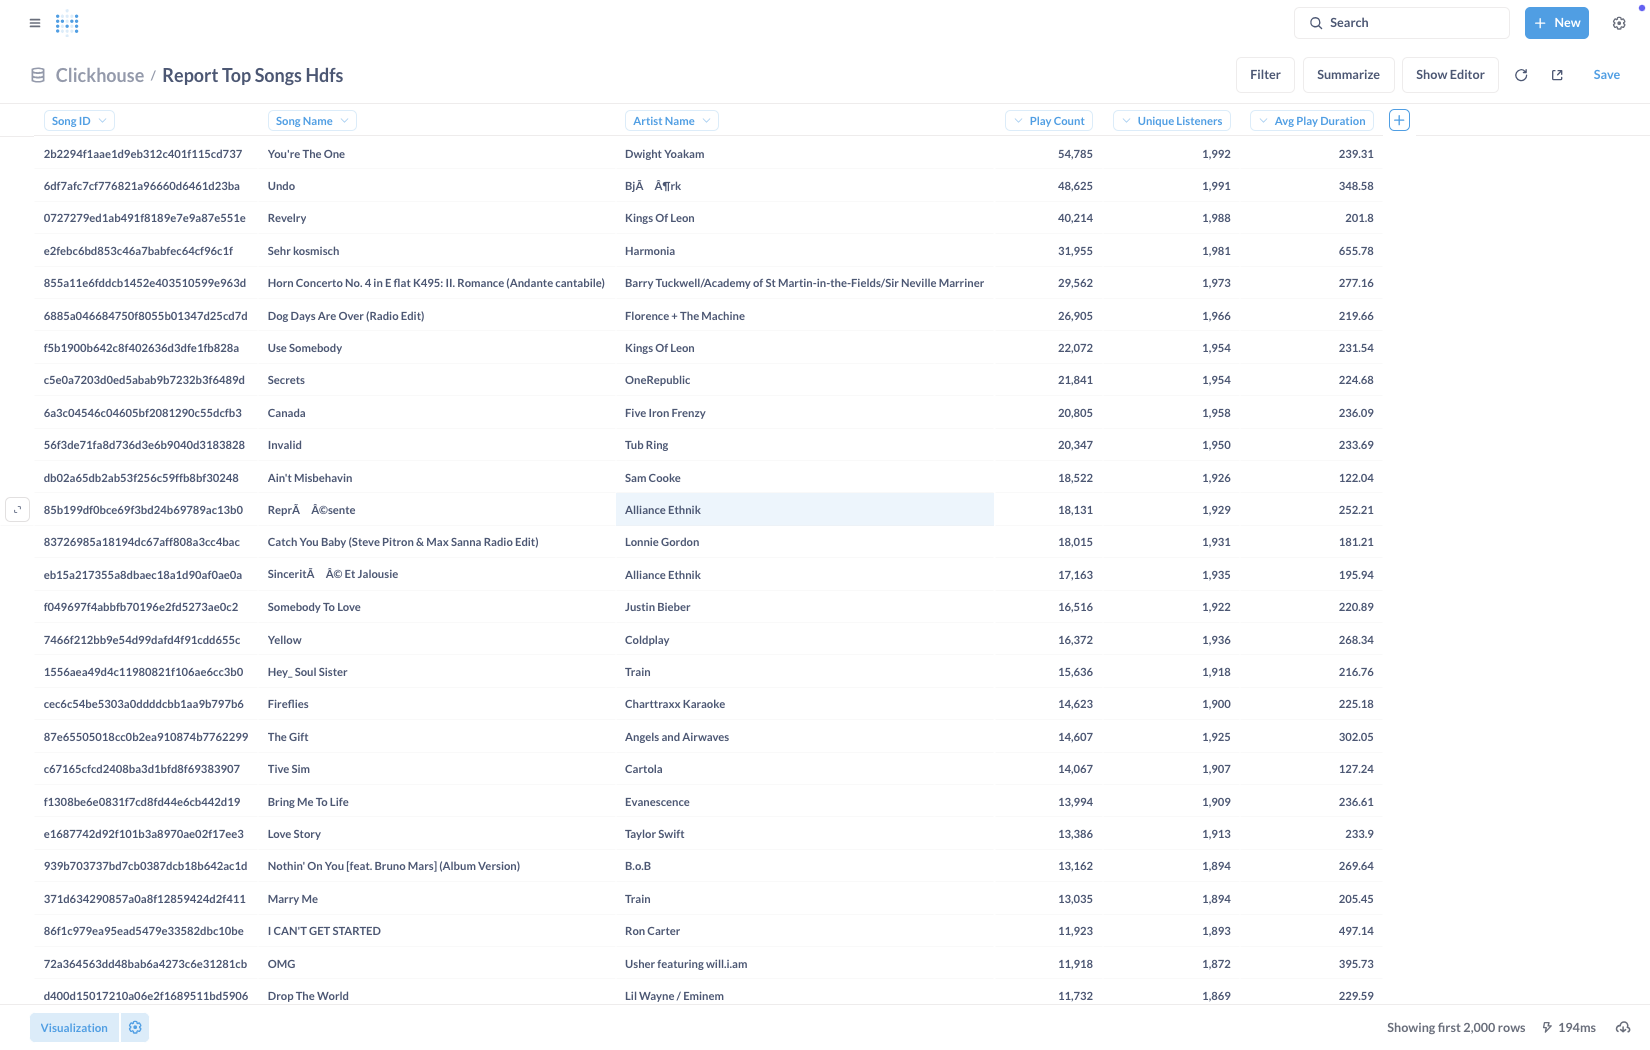 Search
+ New
Clickhouse / Report Top Songs Hdfs
Filter
Summarize
Show Editor
Save
Song ID Song Name Artist Name Play Count Unique Listeners Avg Play Duration
2b2294f1aae1d9eb312c401f115cd737 You're The One Dwight Yoakam 54,785 1,992 239.31
6df7afc7cf776821a96660d6461d23ba Undo BjÃ Â¶rk 48,625 1,991 348.58
0727279ed1ab491f8189e7e9a87e551e Revelry Kings Of Leon 40,214 1,988 201.8
e2febc6bd853c46a7babfec64cf96c1f Sehr kosmisch Harmonia 31,955 1,981 655.78
855a11e6fddcb1452e403510599e963d Horn Concerto No. 4 in E flat K495: II. Romance (Andante cantabile) Barry Tuckwell/Academy of St Martin-in-the-Fields/Sir Neville Marriner 29,562 1,973 277.16
6885a046684750f8055b01347d25cd7d Dog Days Are Over (Radio Edit) Florence + The Machine 26,905 1,966 219.66
f5b1900b642c8f402636d3dfe1fb828a Use Somebody Kings Of Leon 22,072 1,954 231.54
c5e0a7203d0ed5abab9b7232b3f6489d Secrets OneRepublic 21,841 1,954 224.68
6a3c04546c04605bf2081290c55dcfb3 Canada Five Iron Frenzy 20,805 1,958 236.09
56f3de71fa8d736d3e6b9040d3183828 Invalid Tub Ring 20,347 1,950 233.69
db02a65db2ab53f256c59ffb8bf30248 Ain't Misbehavin Sam Cooke 18,522 1,926 122.04
85b199df0bce69f3bd24b69789ac13b0 ReprÃ Â©sente Alliance Ethnik 18,131 1,929 252.21
83726985a18194dc67aff808a3cc4bac Catch You Baby (Steve Pitron & Max Sanna Radio Edit) Lonnie Gordon 18,015 1,931 181.21
eb15a217355a8dbaec18a1d90af0ae0a SinceritÃ Â© Et Jalousie Alliance Ethnik 17,163 1,935 195.94
f049697f4abbfb70196e2fd5273ae0c2 Somebody To Love Justin Bieber 16,516 1,922 220.89
7466f212bb9e54d99dafd4f91cdd655c Yellow Coldplay 16,372 1,936 268.34
1556aea49d4c11980821f106ae6cc3b0 Hey_ Soul Sister Train 15,636 1,918 216.76
cec6c54be5303a0ddddcbb1aa9b797b6 Fireflies Charttraxx Karaoke 14,623 1,900 225.18
87e65505018cc0b2ea910874b7762299 The Gift Angels and Airwaves 14,607 1,925 302.05
c67165cfcd2408ba3d1bfd8f69383907 Tive Sim Cartola 14,067 1,907 127.24
f1308be6e0831f7cd8fd44e6cb442d19 Bring Me To Life Evanescence 13,994 1,909 236.61
e1687742d92f101b3a8970ae02f17ee3 Love Story Taylor Swift 13,386 1,913 233.9
939b703737bd7cb0387dcb18b642ac1d Nothin' On You [feat. Bruno Mars] (Album Version) B.o.B 13,162 1,894 269.64
371d634290857a0a8f12859424d2f411 Marry Me Train 13,035 1,894 205.45
86f1c979ea95ead5479e33582dbc10be I CAN'T GET STARTED Ron Carter 11,923 1,893 497.14
72a364563dd48bab6a4273c6e31281cb OMG Usher featuring will.i.am 11,918 1,872 395.73
d400d15017210a06e2f1689511bd5906 Drop The World Lil Wayne / Eminem 11,732 1,869 229.59
Visualization
Showing first 2,000 rows
194ms